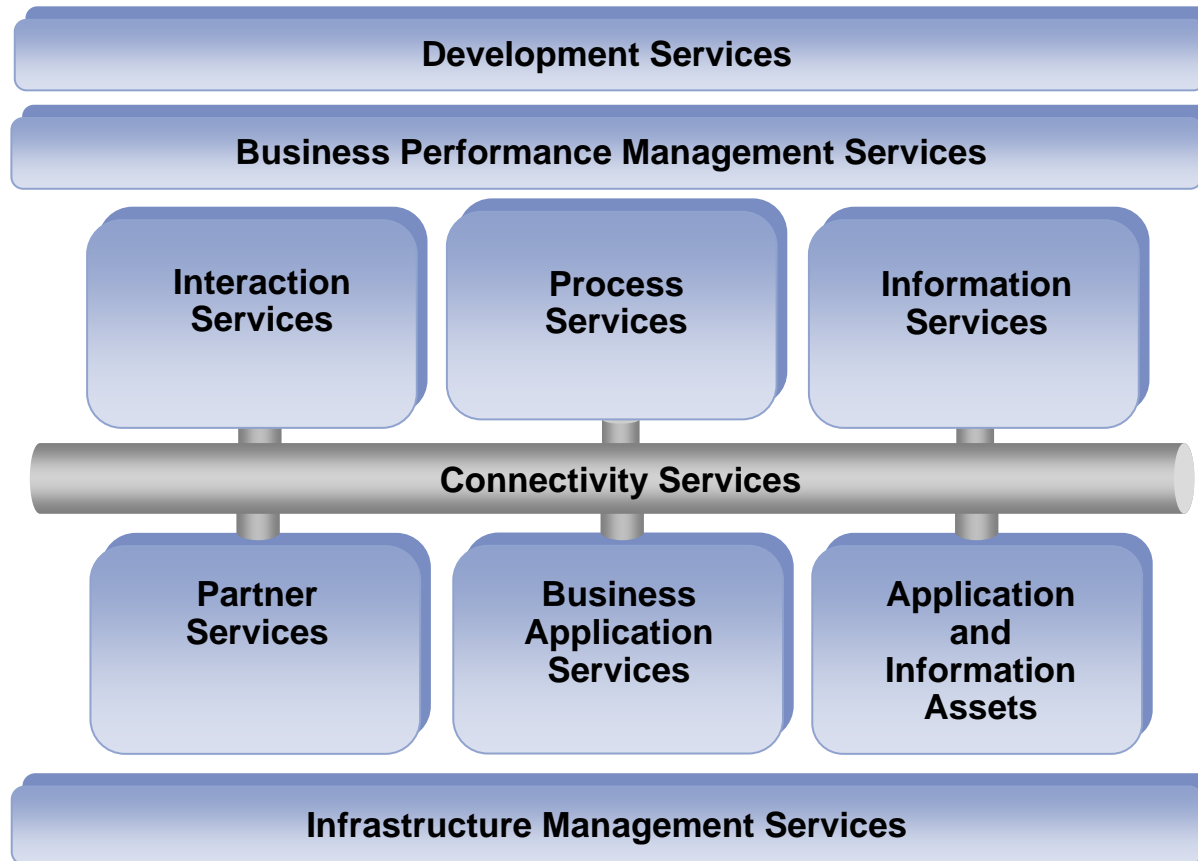 Development Services
Business Performance Management Services
Interaction
Services
Process
Services
Information
Services
Connectivity Services
Partner
Services
Business
Application
Services
Application
and
Information
Assets
Infrastructure Management Services